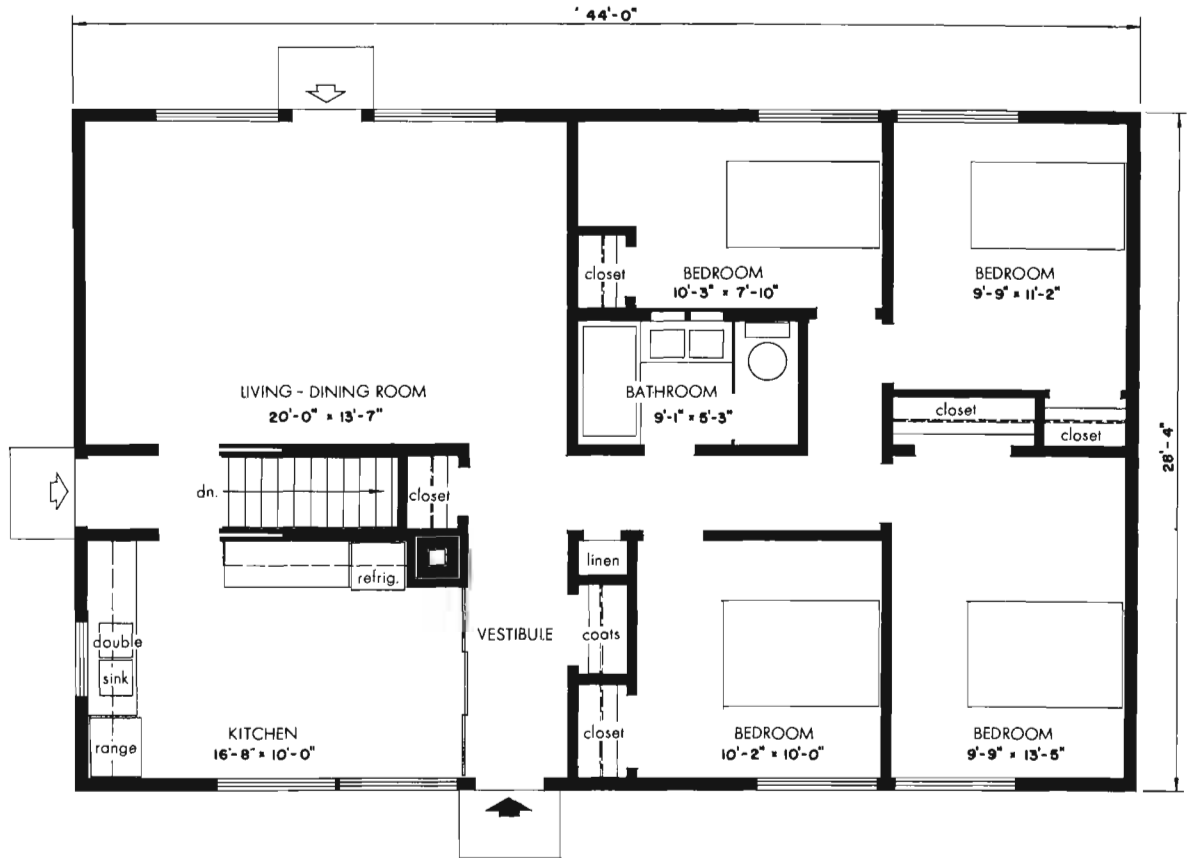 44'-0"
closet
BEDROOM
10'-3" × 7'-10"
BEDROOM
9'-9" × 11'-2"
LIVING - DINING ROOM
20'-0" × 13'-7"
BATHROOM
9'-1" × 5'-3"
closet
closet
28'-4"
dn.
closet
refrig.
linen
double
sink
VESTIBULE
coats
range
KITCHEN
16'-8" × 10'-0"
closet
BEDROOM
10'-2" × 10'-0"
BEDROOM
9'-9" × 13'-5"